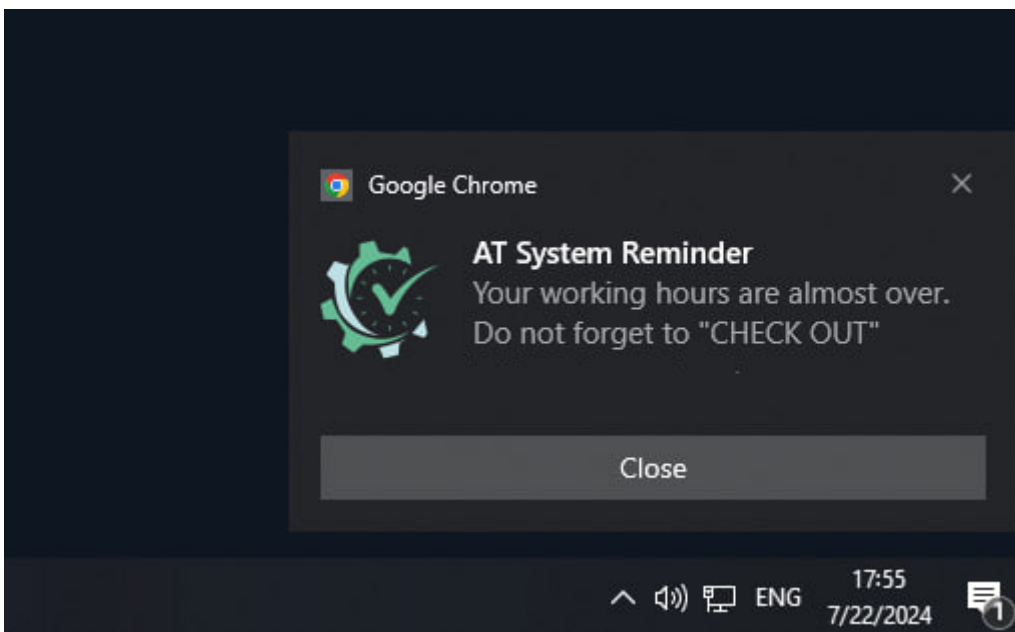 Google Chrome
AT System Reminder
Your working hours are almost over.
Do not forget to "CHECK OUT"
Close
ENG
17:55
7/22/2024
1